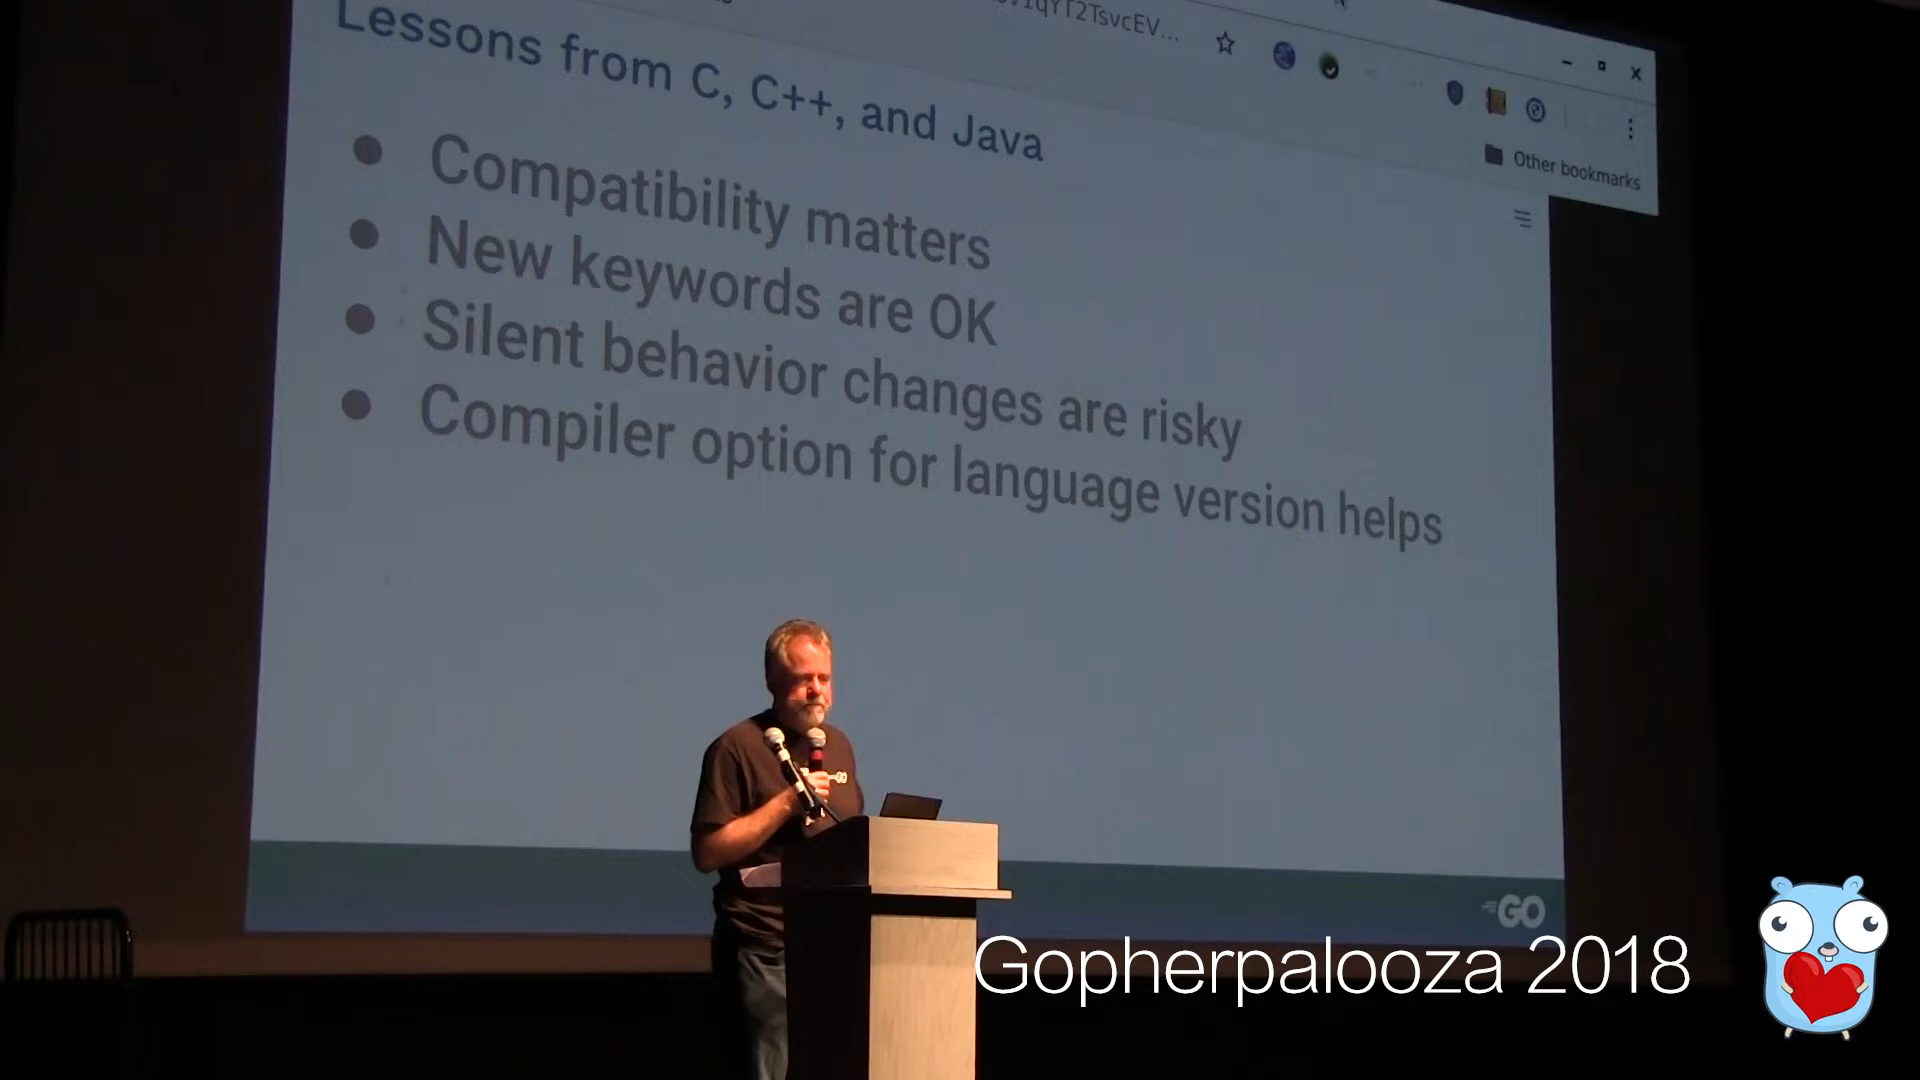 Lessons from C, C++, and Java
Other bookmarks
Compatibility matters
New keywords are OK
Silent behavior changes are risky
Compiler option for language version helps
GO
GO
Gopherpalooza 2018